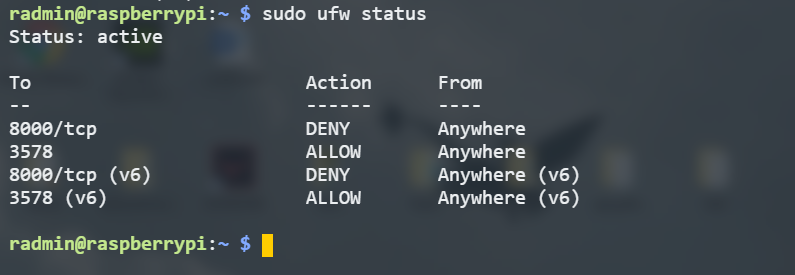 radmin@raspberrypi:~ $ sudo ufw status
Status: active
To Action From
-- ------ ----
8000/tcp DENY Anywhere
3578 ALLOW Anywhere
8000/tcp (v6) DENY Anywhere (v6)
3578 (v6) ALLOW Anywhere (v6)
radmin@raspberrypi:~ $